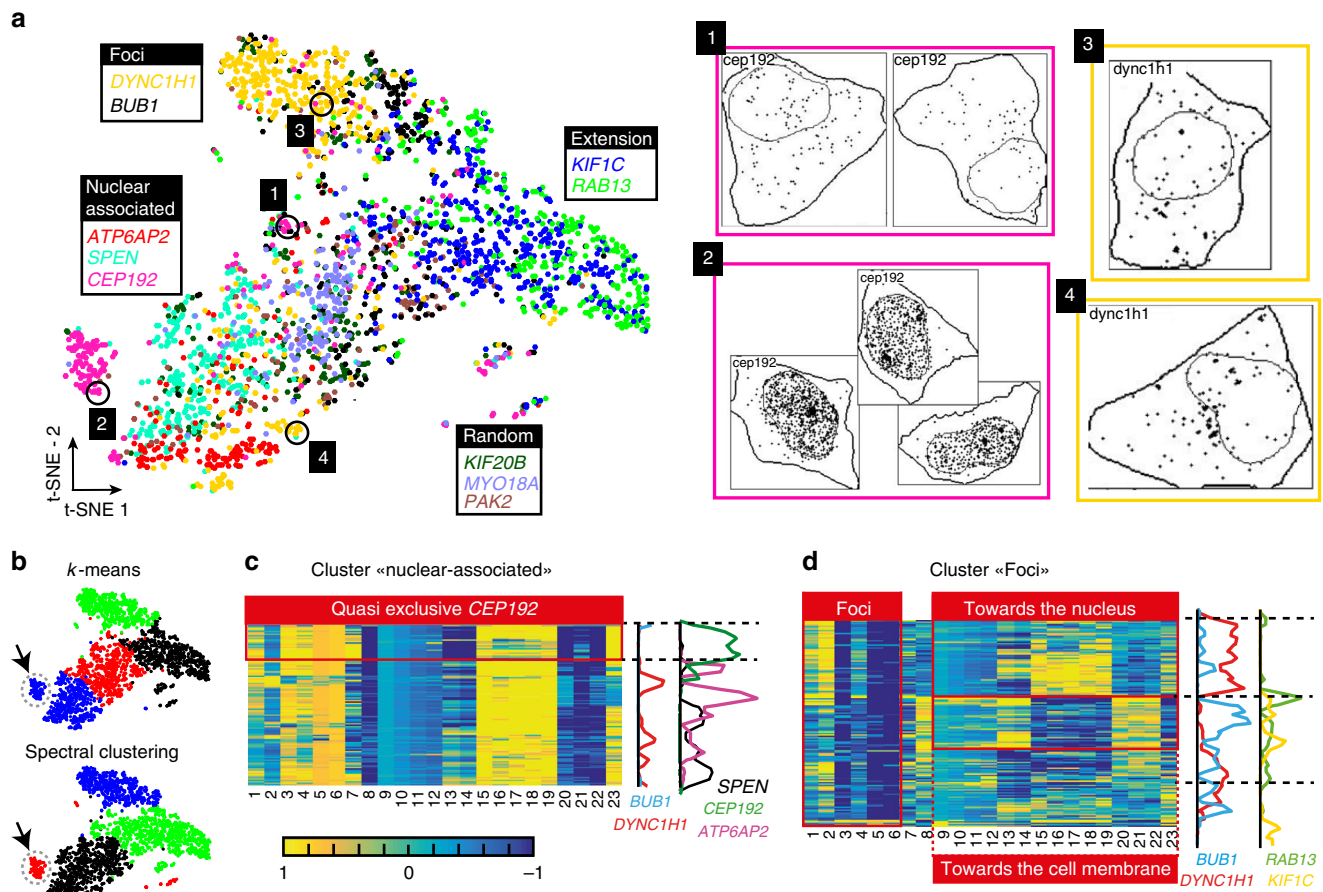 a
Foci
DYNC1H1
BUB1
3
Extension
KIF1C
RAB13
Nuclear
associated
ATP6AP2
SPEN
CEP192
1
2
4
t-SNE - 2
t-SNE 1
Random
KIF20B
MYO18A
PAK2
1
cep192
cep192
2
cep192
cep192
3
dync1h1
4
dync1h1
b
k-means
Spectral clustering
c
Cluster «nuclear-associated»
Quasi exclusive CEP192
1 2 3 4 5 6 7 8 9 10 11 12 13 14 15 16 17 18 19 20 21 22 23
BUB1
DYNC1H1
SPEN
CEP192
ATP6AP2
1 0 −1
d
Cluster «Foci»
Foci
Towards the nucleus
1 2 3 4 5 6 7 8 9 10 11 12 13 14 15 16 17 18 19 20 21 22 23
Towards the cell membrane
BUB1
DYNC1H1
RAB13
KIF1C